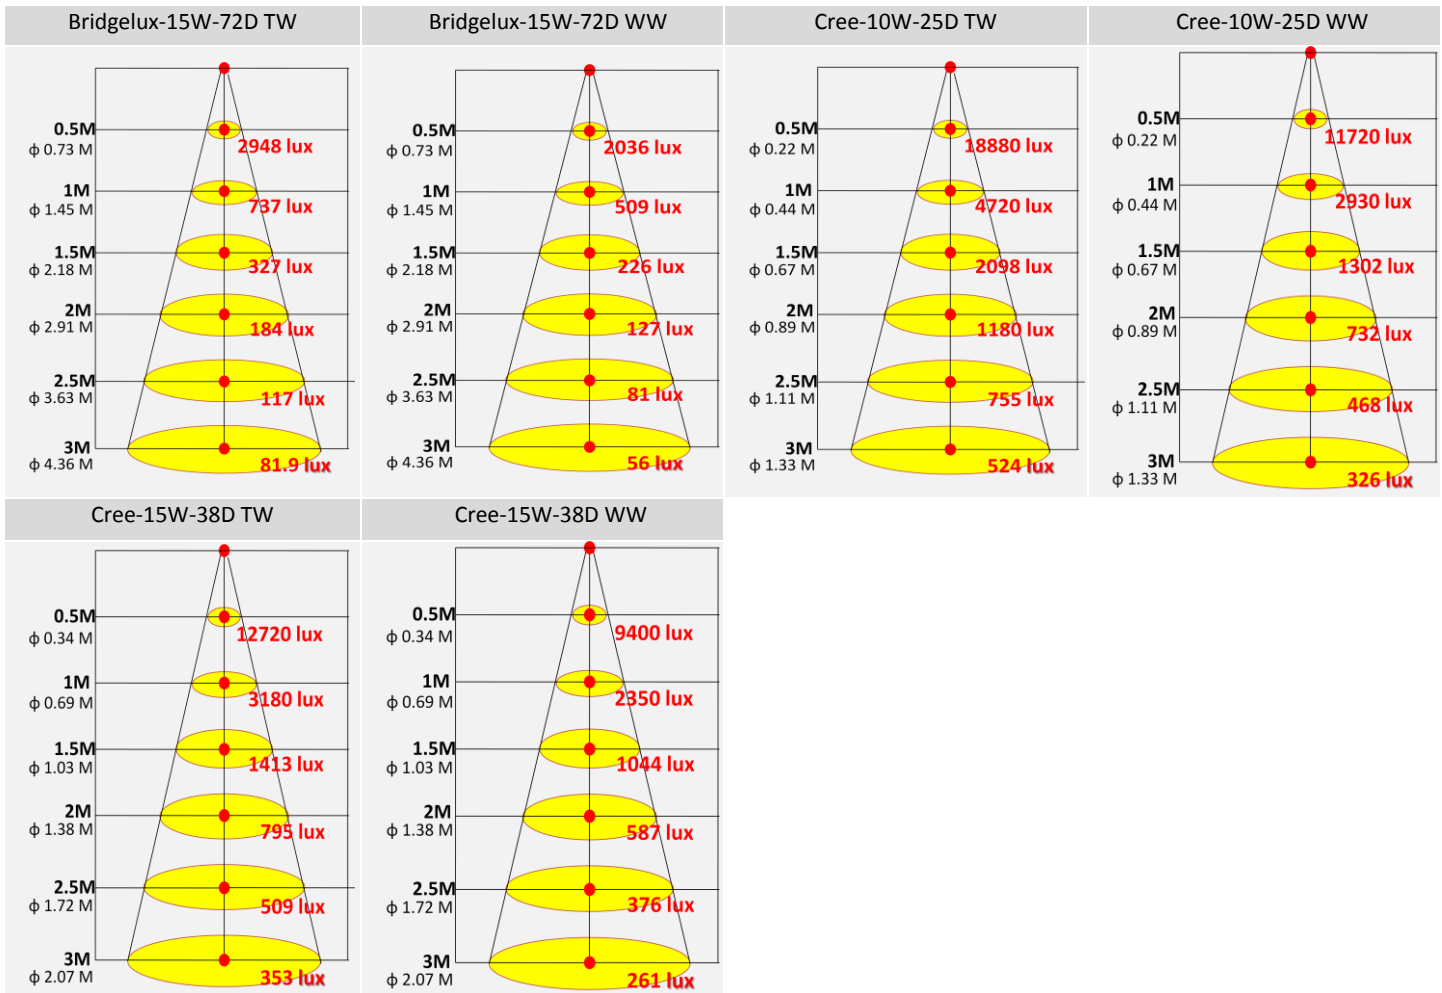 Bridgelux-15W-72D TW
Bridgelux-15W-72D WW
Cree-10W-25D TW
Cree-10W-25D WW
0.5M
ϕ 0.73 M
2948 lux
1M
ϕ 1.45 M
737 lux
1.5M
ϕ 2.18 M
327 lux
2M
ϕ 2.91 M
184 lux
2.5M
ϕ 3.63 M
117 lux
3M
ϕ 4.36 M
81.9 lux
0.5M
ϕ 0.73 M
2036 lux
1M
ϕ 1.45 M
509 lux
1.5M
ϕ 2.18 M
226 lux
2M
ϕ 2.91 M
127 lux
2.5M
ϕ 3.63 M
81 lux
3M
ϕ 4.36 M
56 lux
0.5M
ϕ 0.22 M
18880 lux
1M
ϕ 0.44 M
4720 lux
1.5M
ϕ 0.67 M
2098 lux
2M
ϕ 0.89 M
1180 lux
2.5M
ϕ 1.11 M
755 lux
3M
ϕ 1.33 M
524 lux
0.5M
ϕ 0.22 M
11720 lux
1M
ϕ 0.44 M
2930 lux
1.5M
ϕ 0.67 M
1302 lux
2M
ϕ 0.89 M
732 lux
2.5M
ϕ 1.11 M
468 lux
3M
ϕ 1.33 M
326 lux
Cree-15W-38D TW
Cree-15W-38D WW
0.5M
ϕ 0.34 M
12720 lux
1M
ϕ 0.69 M
3180 lux
1.5M
ϕ 1.03 M
1413 lux
2M
ϕ 1.38 M
795 lux
2.5M
ϕ 1.72 M
509 lux
3M
ϕ 2.07 M
353 lux
0.5M
ϕ 0.34 M
9400 lux
1M
ϕ 0.69 M
2350 lux
1.5M
ϕ 1.03 M
1044 lux
2M
ϕ 1.38 M
587 lux
2.5M
ϕ 1.72 M
376 lux
3M
ϕ 2.07 M
261 lux